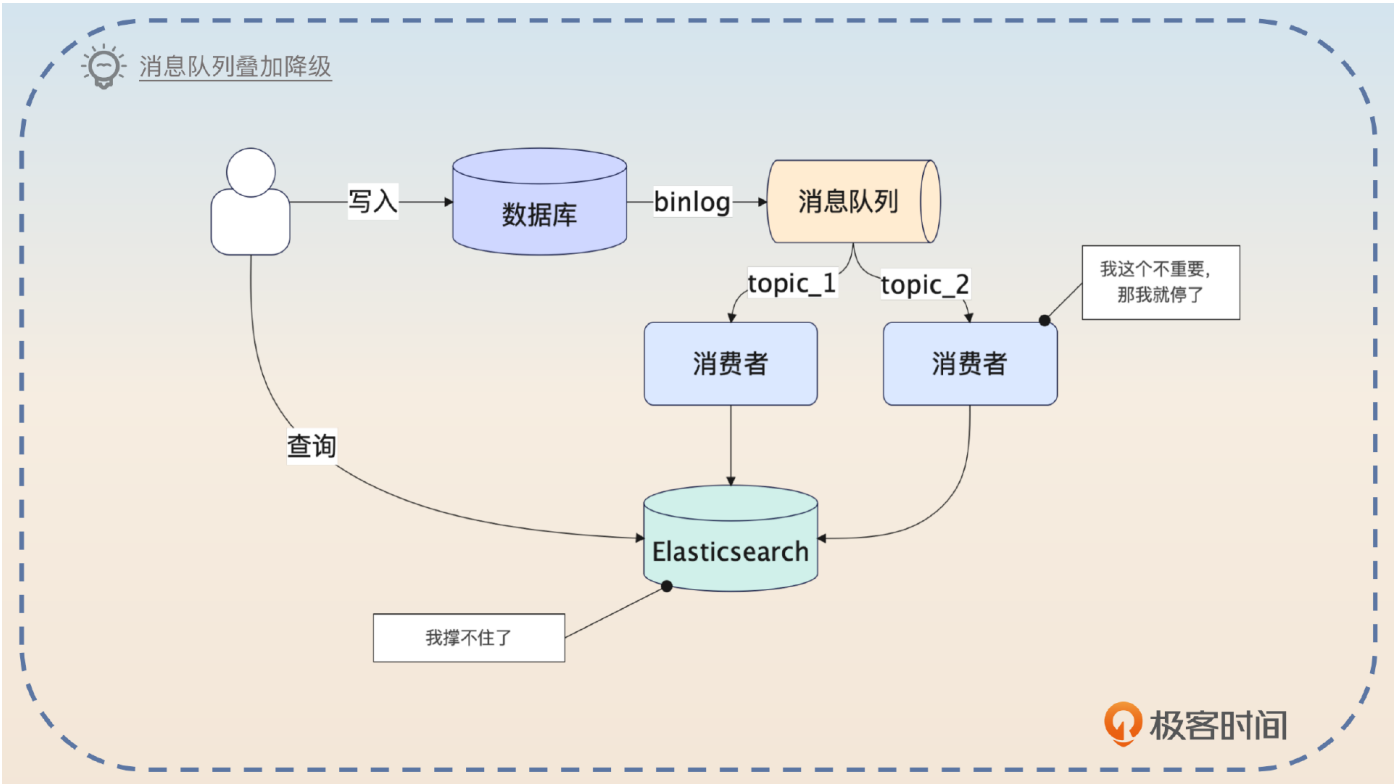 消息队列叠加降级
写入
数据库
binlog
消息队列
topic_1
topic_2
我这个不重要，
那我就停了
消费者
消费者
查询
Elasticsearch
我撑不住了
极客时间